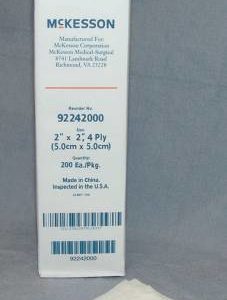 MCKESSON
Manufactured For:
McKesson Corporation
McKesson Medical-Surgical
8741 Landmark Road
Richmond, VA 23228
Reorder No.
92242000
Size:
2" x 2", 4 Ply
(5.0cm x 5.0cm)
Quantity:
200 Ea./Pkg.
Made in China.
Inspected in the U.S.A.
92242000